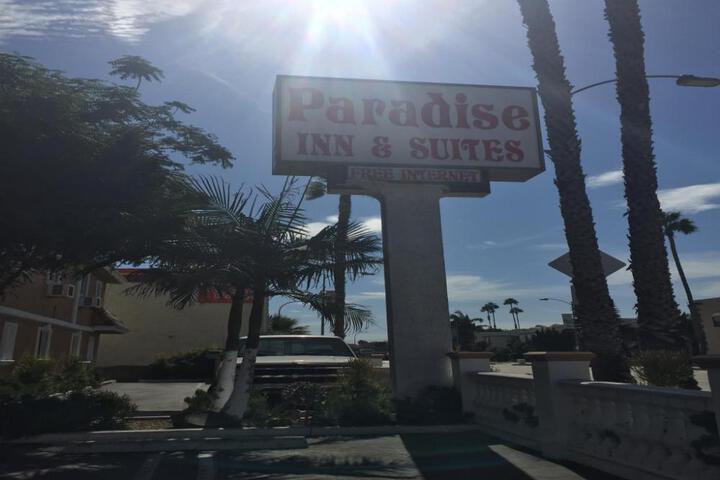 Paradise
INN & SUITES
FREE INTERNET